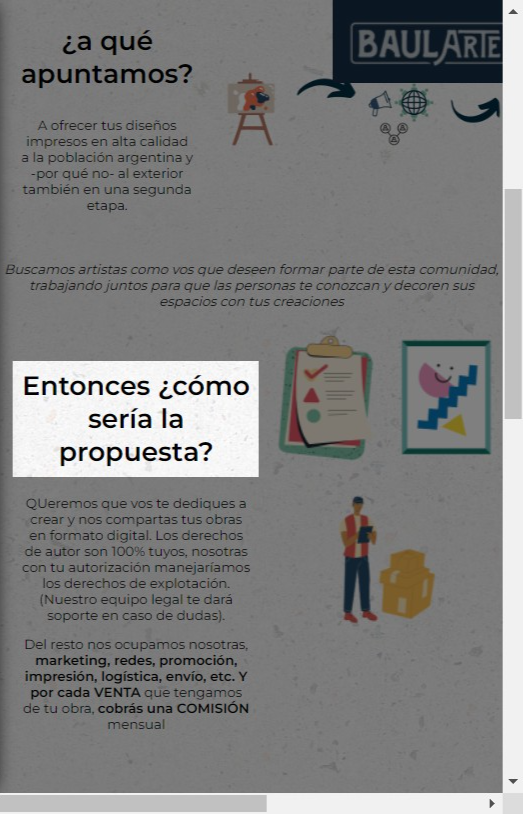 ¿a qué
apuntamos?
BAULARTE
A ofrecer tus diseños
impresos en alta calidad
a la población argentina y
-por qué no- al exterior
también en una segunda
etapa.
Buscamos artistas como vos que deseen formar parte de esta comunidad,
trabajando juntos para que las personas te conozcan y decoren sus
espacios con tus creaciones
Entonces ¿cómo
sería la
propuesta?
QUeremos que vos te dediques a
crear y nos compartas tus obras
en formato digital. Los derechos
de autor son 100% tuyos, nosotras
con tu autorización manejaríamos
los derechos de explotación.
(Nuestro equipo legal te dará
soporte en caso de dudas).
Del resto nos ocupamos nosotras,
marketing, redes, promoción,
impresión, logística, envío, etc. Y
por cada VENTA que tengamos
de tu obra, cobrás una COMISIÓN
mensual